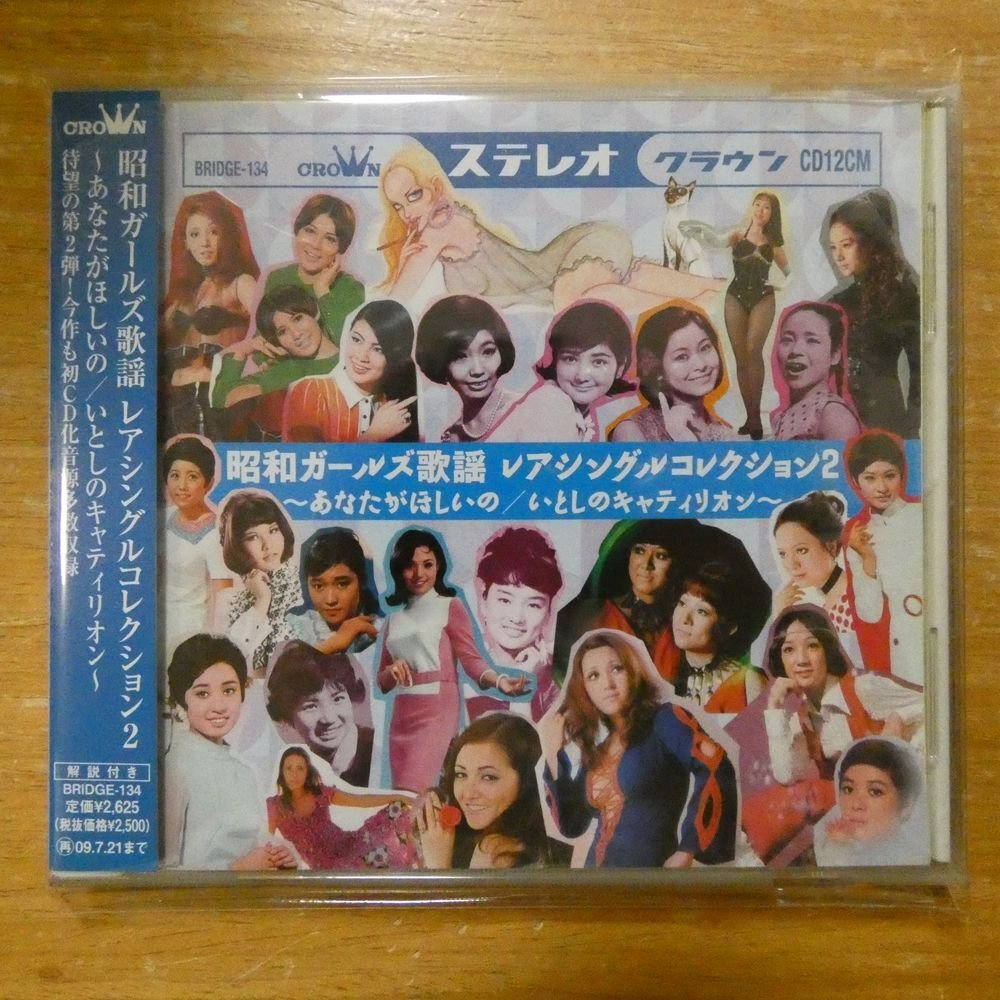 CROWN
昭和ガールズ歌謡 レアシングルコレクション2
～あなたがほしいの／いとしのキャティリオン～
待望の第2弾！今作も初CD化音源多数収録
解説付き
BRIDGE-134
定価¥2,625
(税抜価格¥2,500)
再09.7.21まで
BRIDGE-134 CROWN ステレオ クラウン CD12CM
昭和ガールズ歌謡 レアシングルコレクション2
～あなたがほしいの／いとしのキャティリオン～